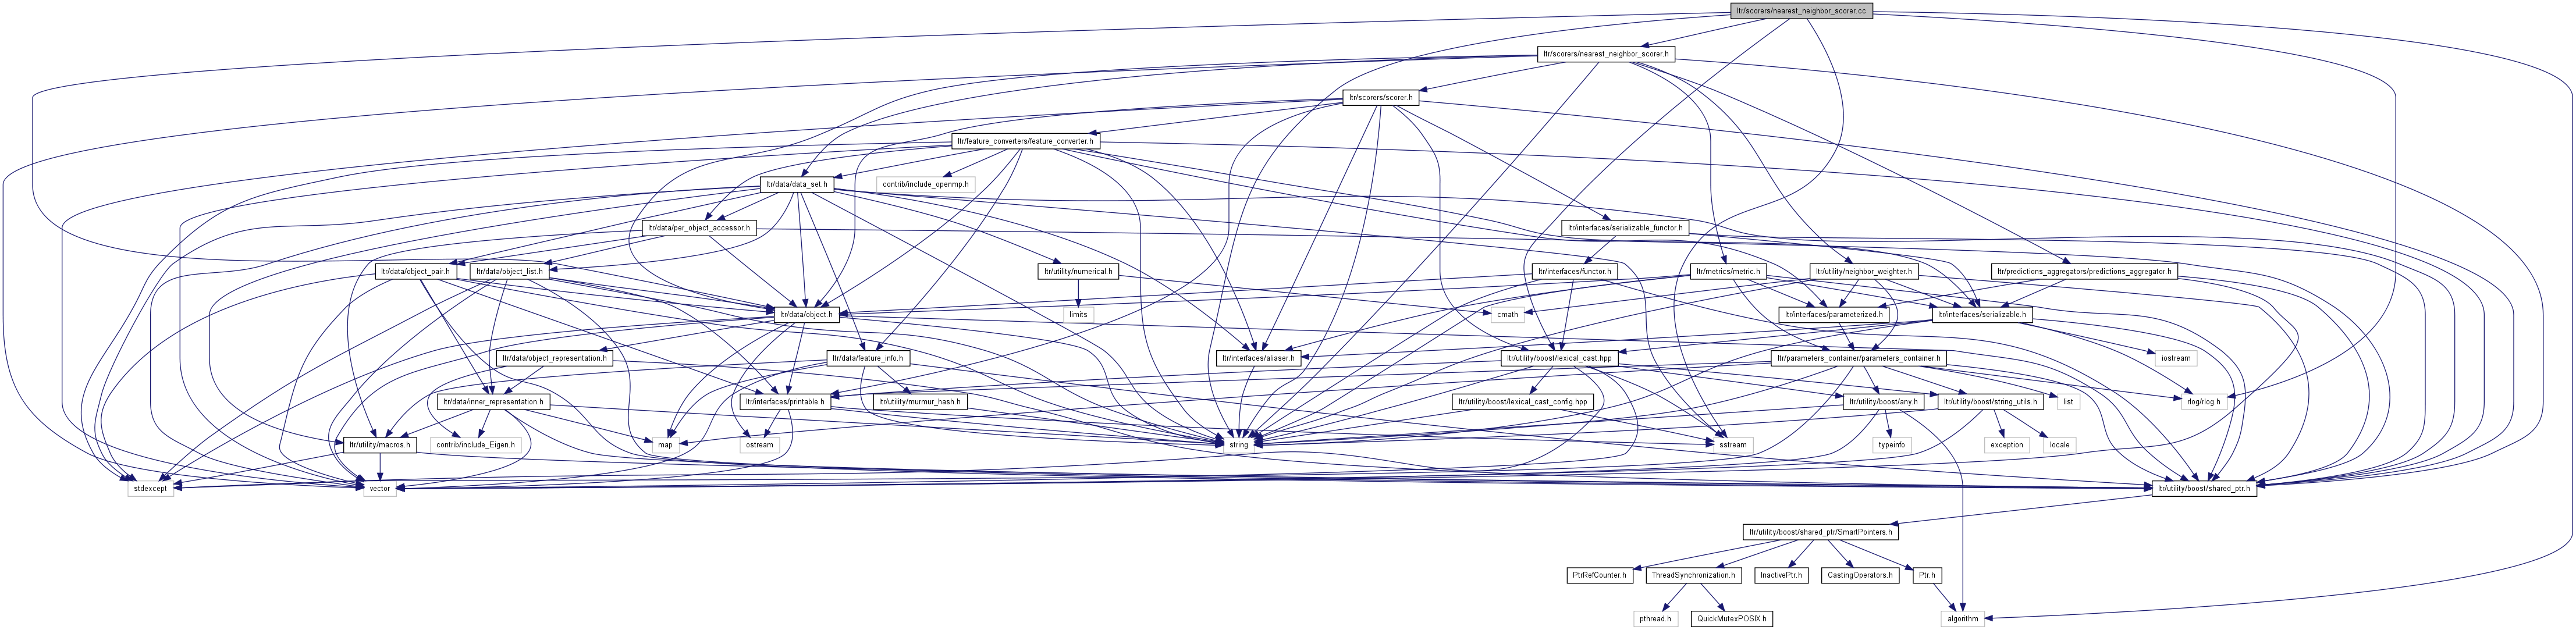 ltr/scorers/nearest_neighbor_scorer.cc
ltr/scorers/nearest_neighbor_scorer.h
ltr/scorers/scorer.h
ltr/feature_converters/feature_converter.h
ltr/data/data_set.h
contrib/include_openmp.h
ltr/data/per_object_accessor.h
ltr/interfaces/serializable_functor.h
ltr/data/object_pair.h
ltr/data/object_list.h
ltr/utility/numerical.h
ltr/interfaces/functor.h
ltr/metrics/metric.h
ltr/utility/neighbor_weighter.h
ltr/predictions_aggregators/predictions_aggregator.h
ltr/data/object.h
limits
cmath
ltr/interfaces/parameterized.h
ltr/interfaces/serializable.h
ltr/data/object_representation.h
ltr/data/feature_info.h
ltr/interfaces/aliaser.h
ltr/utility/boost/lexical_cast.hpp
ltr/parameters_container/parameters_container.h
iostream
ltr/data/inner_representation.h
ltr/interfaces/printable.h
ltr/utility/murmur_hash.h
ltr/utility/boost/lexical_cast_config.hpp
ltr/utility/boost/any.h
ltr/utility/boost/string_utils.h
list
rlog/rlog.h
ltr/utility/macros.h
contrib/include_Eigen.h
map
ostream
string
sstream
typeinfo
exception
locale
stdexcept
vector
ltr/utility/boost/shared_ptr.h
ltr/utility/boost/shared_ptr/SmartPointers.h
PtrRefCounter.h
ThreadSynchronization.h
InactivePtr.h
CastingOperators.h
Ptr.h
pthread.h
QuickMutexPOSIX.h
algorithm